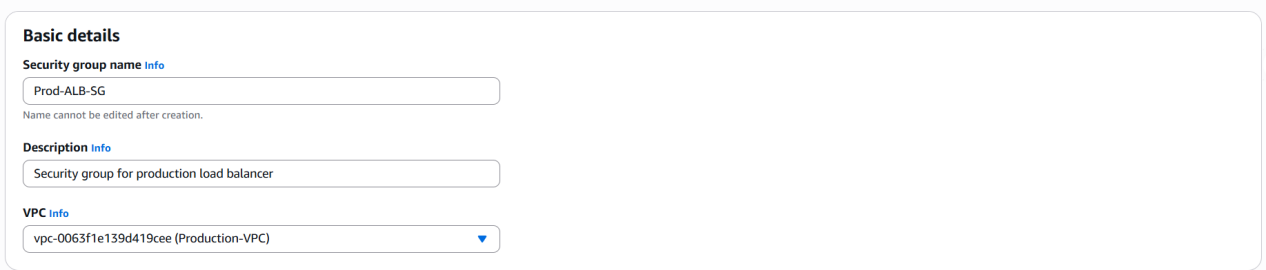 Basic details
Security group name Info
Prod-ALB-SG
Name cannot be edited after creation.
Description Info
Security group for production load balancer
VPC Info
vpc-0063f1e139d419cee (Production-VPC)